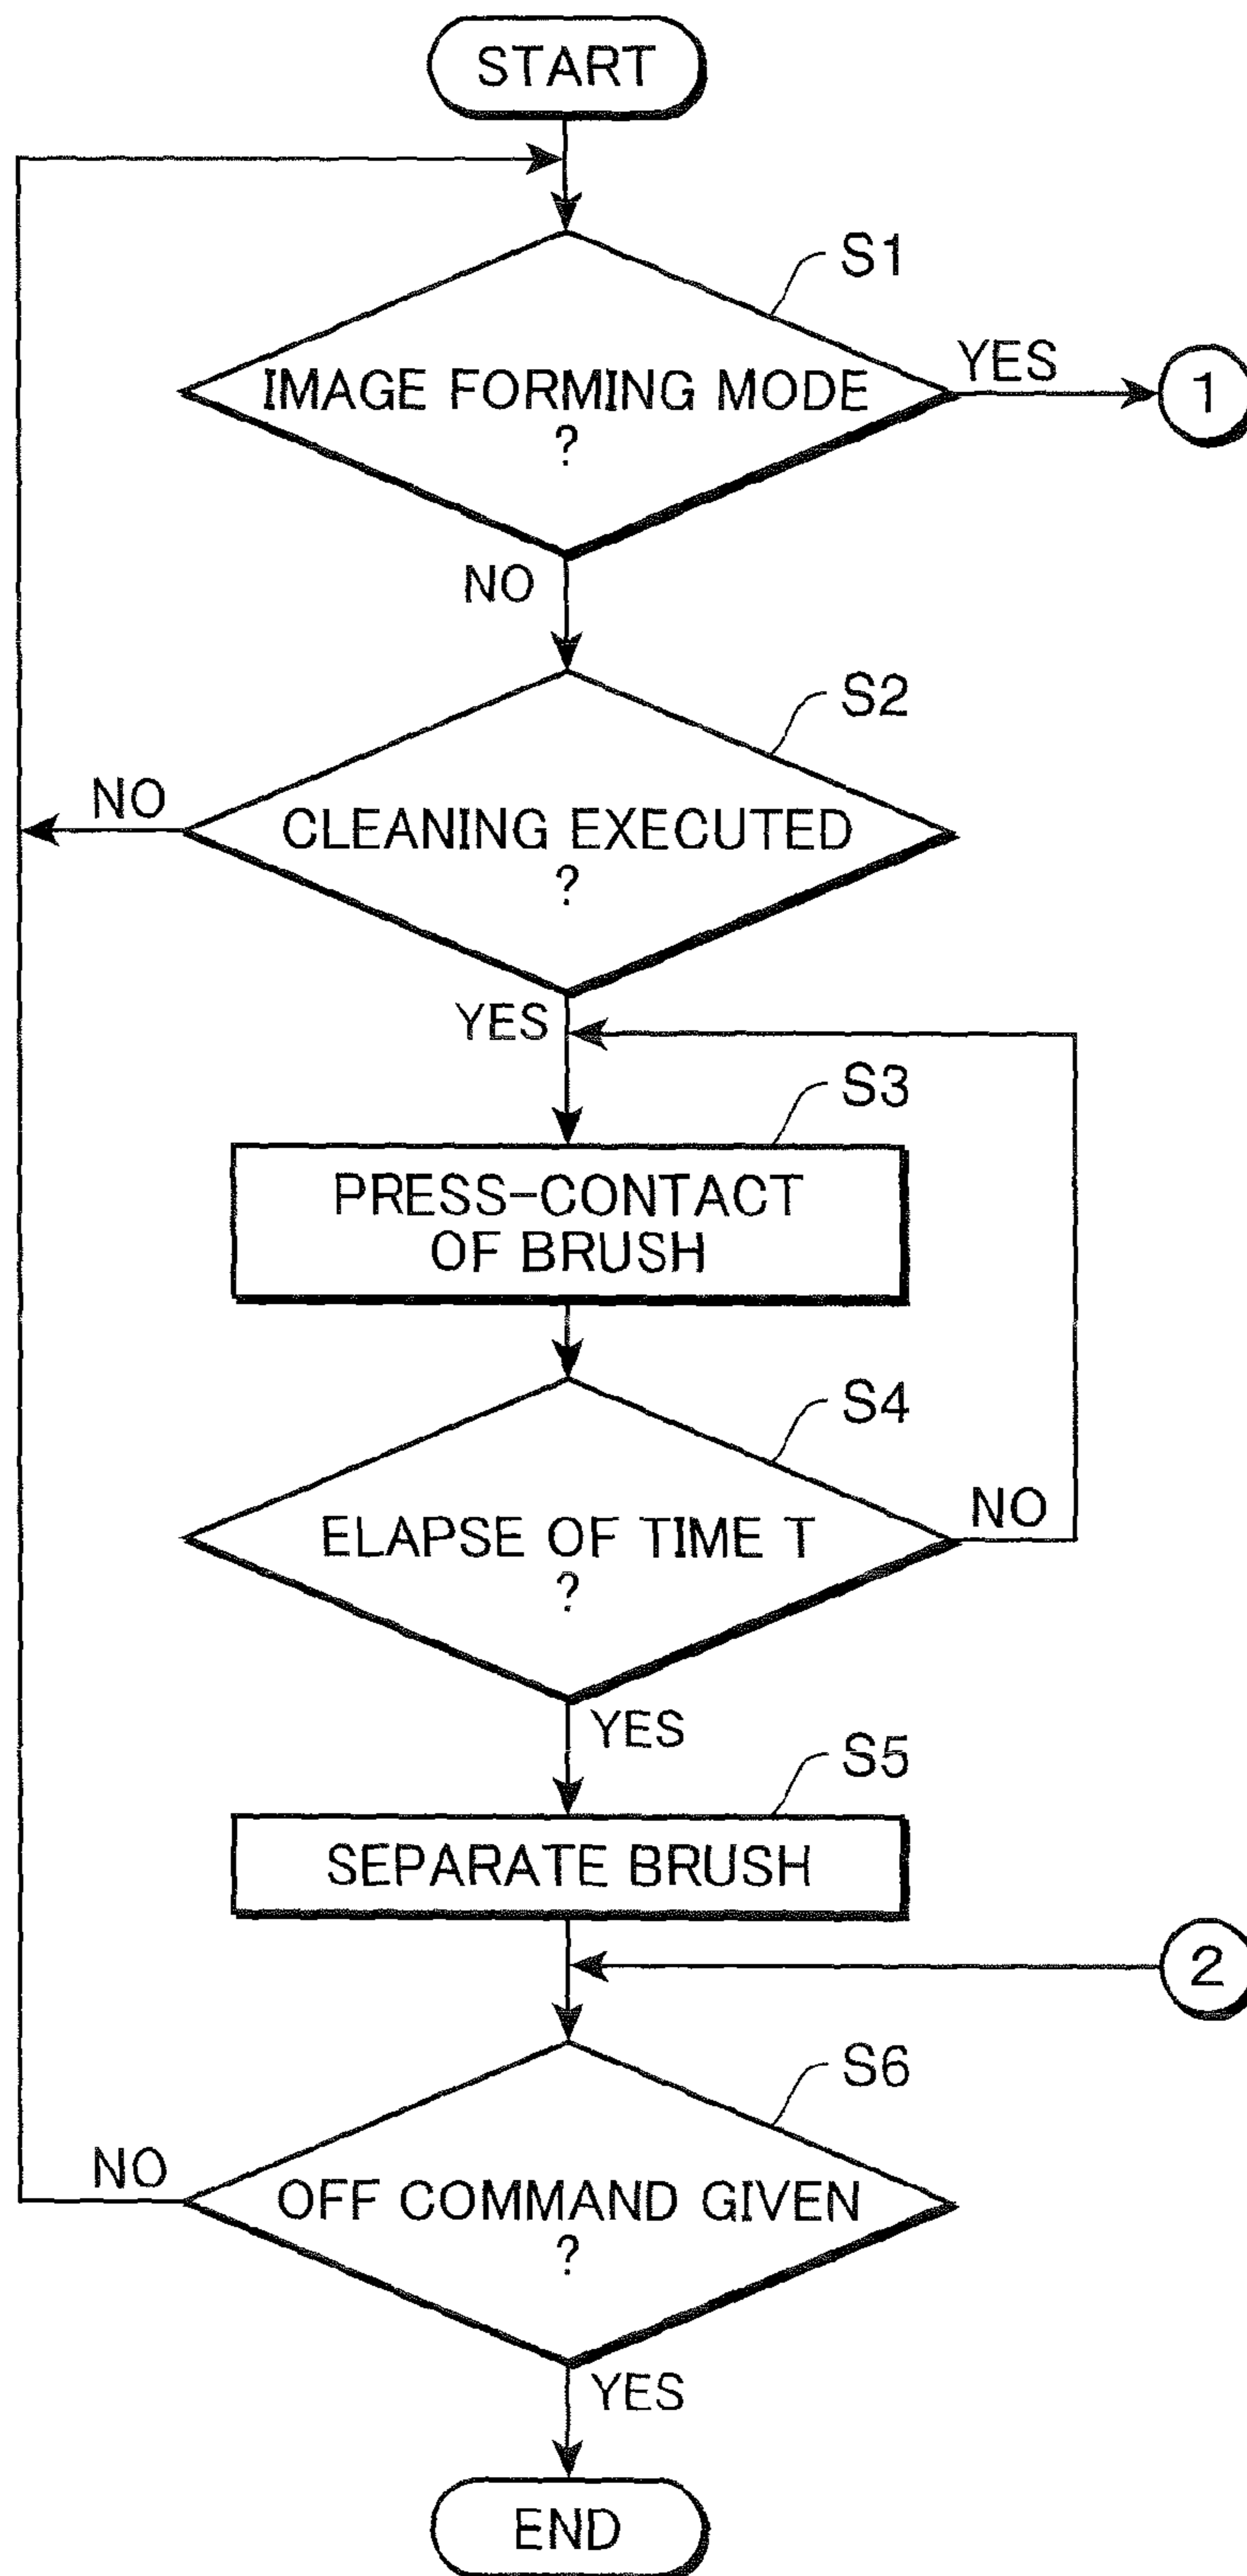 START
S1
IMAGE FORMING MODE
?
YES
1
NO
S2
NO
CLEANING EXECUTED
?
YES
S3
PRESS-CONTACT
OF BRUSH
S4
ELAPSE OF TIME T
?
NO
YES
S5
SEPARATE BRUSH
2
S6
NO
OFF COMMAND GIVEN
?
YES
END